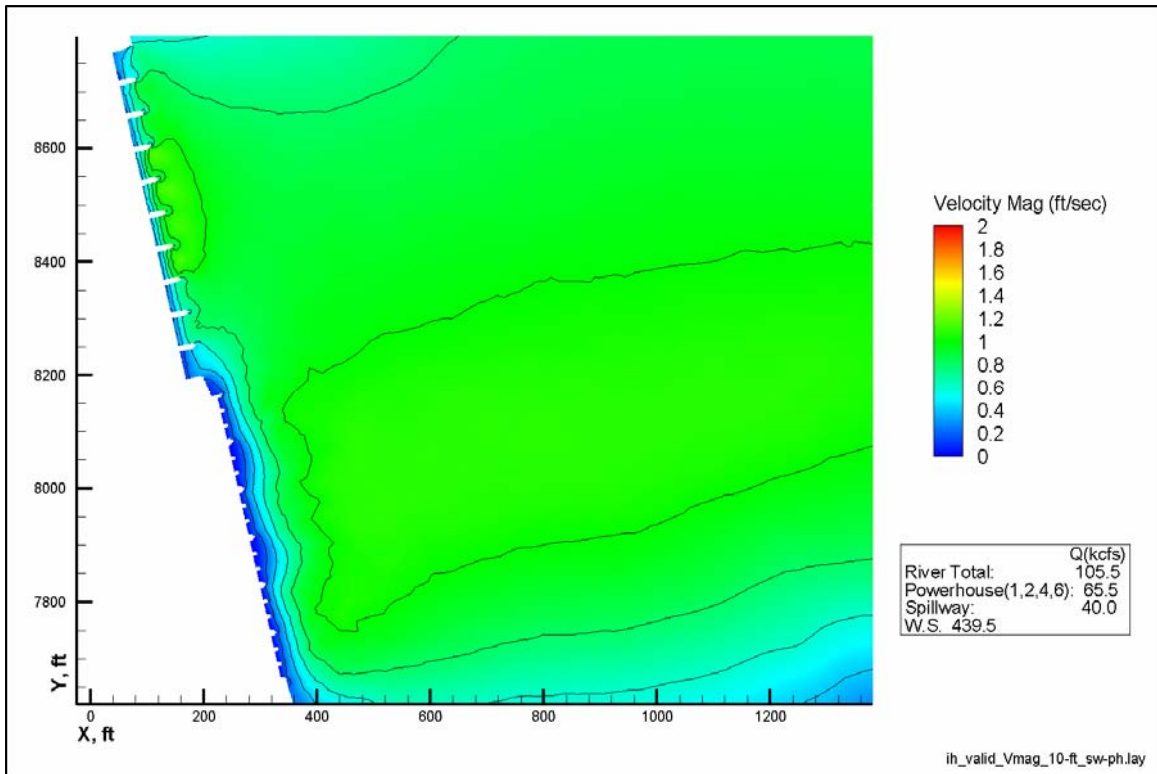 8600
8400
8200
8000
7800
Y, ft
0 200 400 600 800 1000 1200
X, ft
Velocity Mag (ft/sec)
2
1.8
1.6
1.4
1.2
1
0.8
0.6
0.4
0.2
0
Q(kcfs)
River Total: 105.5
Powerhouse(1,2,4,6): 65.5
Spillway: 40.0
W.S. 439.5
ih_valid_Vmag_10-ft_sw-ph.lay